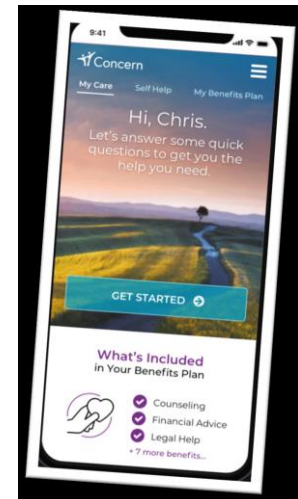 9:41
Concern
My Care Self Help My Benefits Plan
Hi, Chris.
Let's answer some quick
questions to get you the
help you need.
GET STARTED
What's Included
in Your Benefits Plan
Counseling
Financial Advice
Legal Help
+ 7 more benefits...